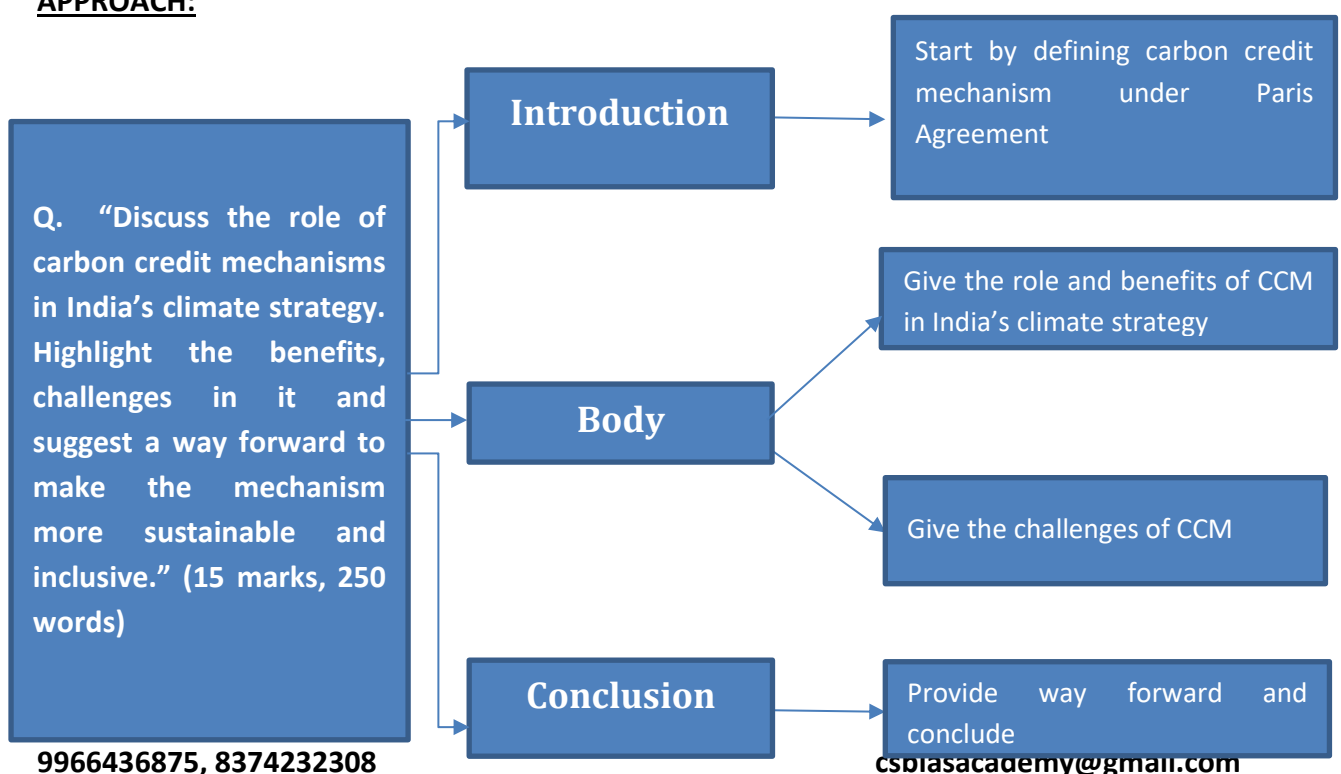 APPROACH:
Q. “Discuss the role of
carbon credit mechanisms
in India’s climate strategy.
Highlight the benefits,
challenges in it and
suggest a way forward to
make the mechanism
more sustainable and
inclusive.” (15 marks, 250
words)
Introduction
Start by defining carbon credit
mechanism under Paris
Agreement
Body
Give the role and benefits of CCM
in India’s climate strategy
Give the challenges of CCM
Conclusion
Provide way forward and
conclude
9966436875, 8374232308
csbiasacademy@gmail.com